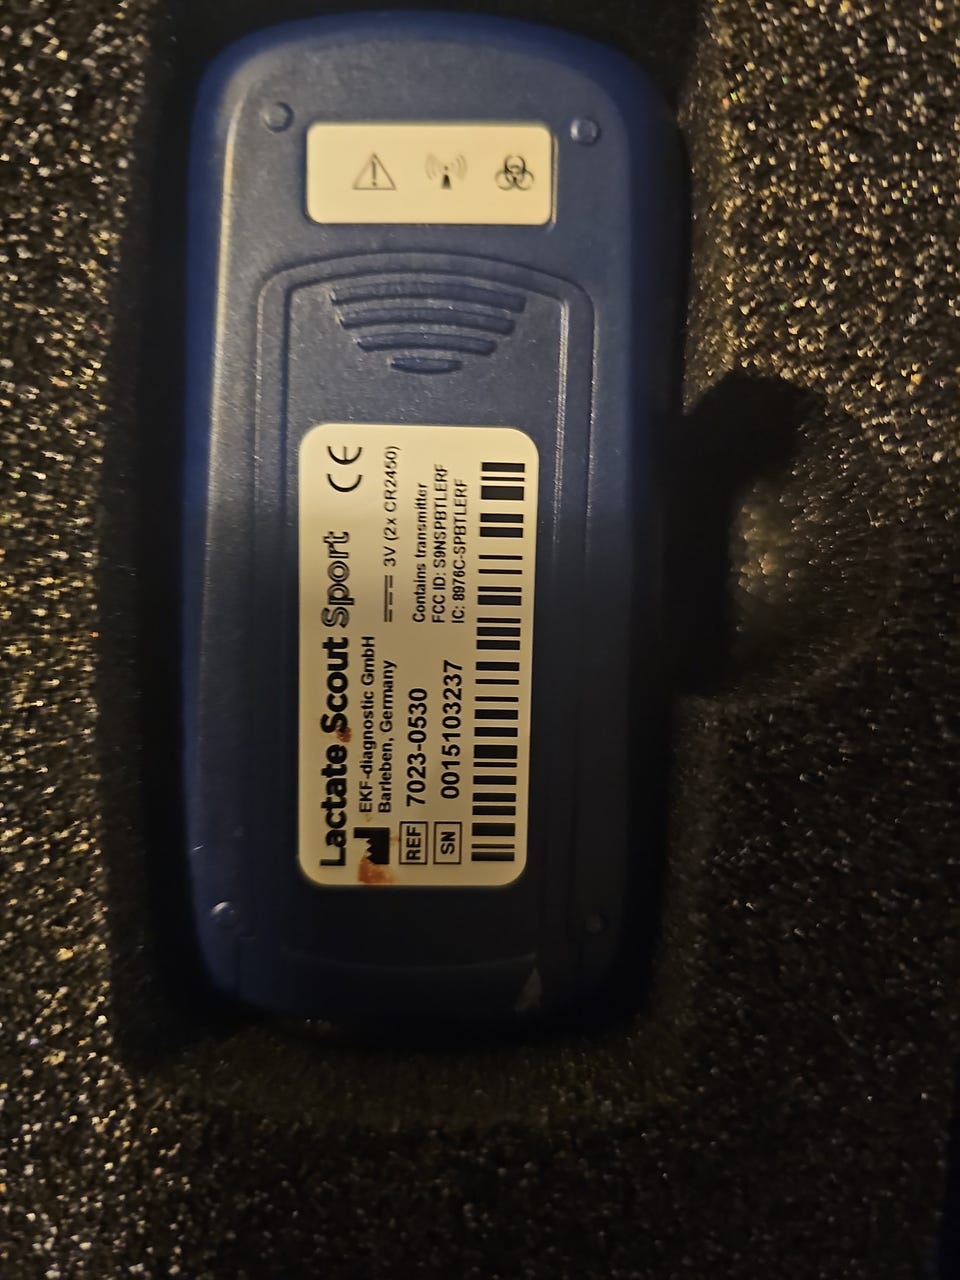 Lactate Scout Sport
CE
EKF-diagnostic GmbH
Barleben, Germany
3V (2x CR2450)
REF 7023-0530
SN 0015103237
Contains transmitter
FCC ID: S9NSPBTLERF
IC: 8976C-SPBTLERF